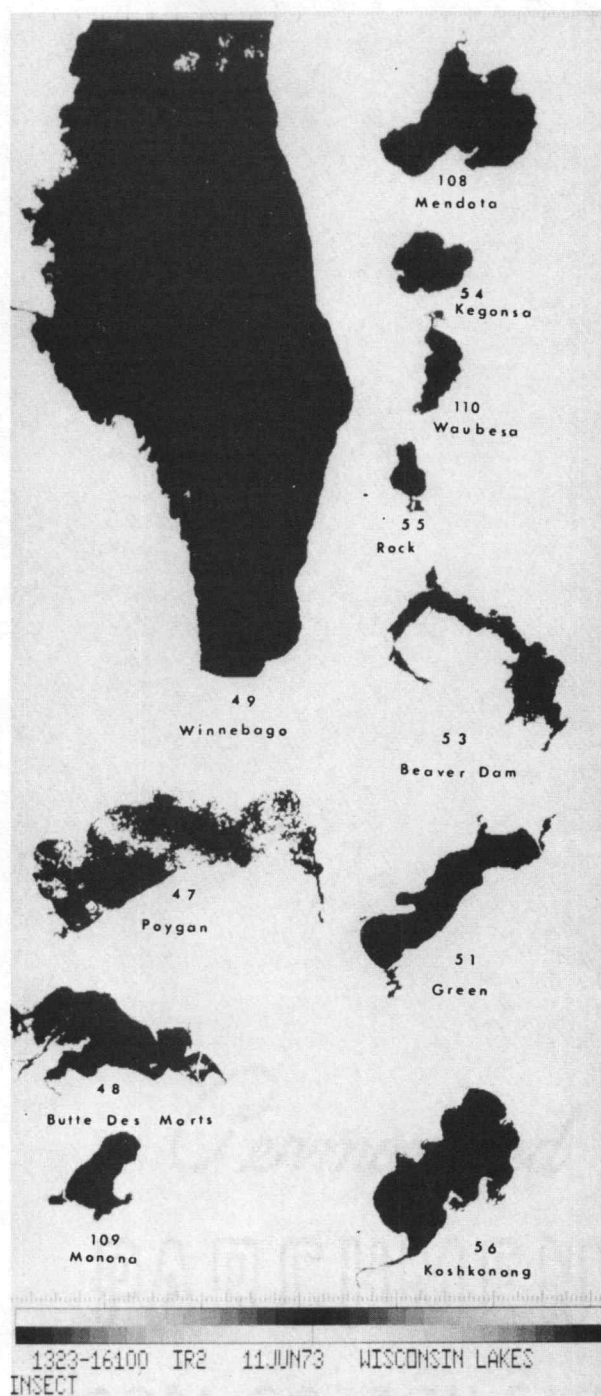 108
Mendota
54
Kegonsa
110
Waubesa
55
Rock
49
Winnebago
53
Beaver Dam
47
Poygan
51
Green
48
Butte Des Morts
109
Monona
56
Koshkonong
1323-16100 IR2 11JUN73 WISCONSIN LAKES
INSECT